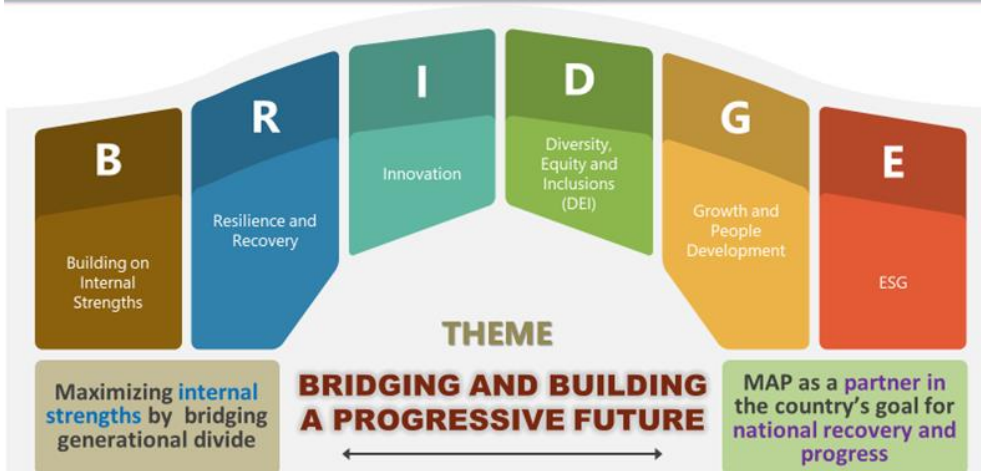 B
Building on
Internal
Strengths
R
Resilience and
Recovery
I
Innovation
D
Diversity,
Equity and
Inclusions
(DEI)
G
Growth and
People
Development
E
ESG
THEME
BRIDGING AND BUILDING
A PROGRESSIVE FUTURE
Maximizing internal
strengths by bridging
generational divide
MAP as a partner in
the country's goal for
national recovery and
progress